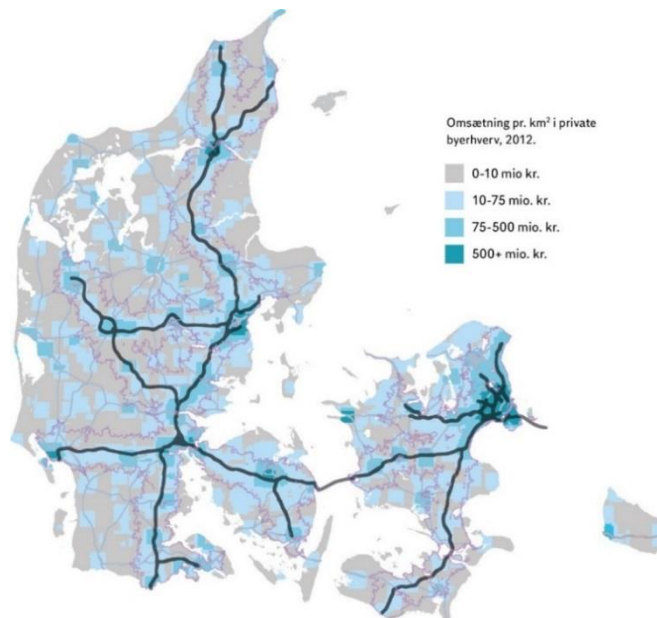 Omsætning pr. km² i private
byerhverv, 2012.
0-10 mio kr.
10-75 mio. kr.
75-500 mio. kr.
500+ mio. kr.